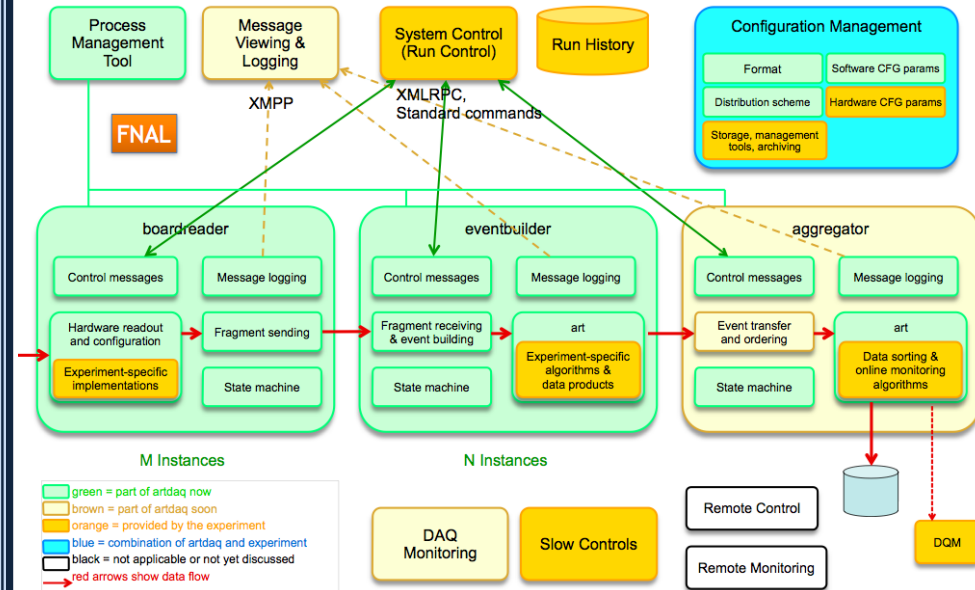 Process
Management
Tool
Message
Viewing &
Logging
System Control
(Run Control)
Run History
Configuration Management
Format
Software CFG params
Distribution scheme
Hardware CFG params
Storage, management
tools, archiving
XMPP
XMLRPC,
Standard commands
FNAL
boardreader
Control messages
Message logging
Hardware readout
and configuration
Experiment-specific
implementations
Fragment sending
State machine
eventbuilder
Control messages
Message logging
Fragment receiving
& event building
art
Experiment-specific
algorithms &
data products
State machine
aggregator
Control messages
Message logging
Event transfer
and ordering
art
Data sorting &
online monitoring
algorithms
State machine
M Instances
N Instances
green = part of artdaq now
brown = part of artdaq soon
orange = provided by the experiment
blue = combination of artdaq and experiment
black = not applicable or not yet discussed
red arrows show data flow
DAQ
Monitoring
Slow Controls
Remote Control
Remote Monitoring
DQM